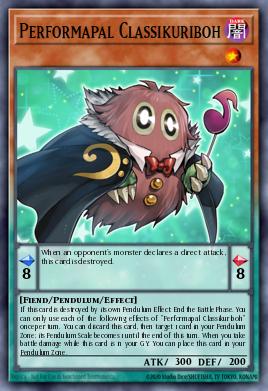 PERFORMAPAL CLASSIKURIBOH
DARK
When an opponent's monster declares a direct attack,
this card is destroyed.
8
8
[FIEND/PENDULUM/EFFECT]
If this card is destroyed by its own Pendulum Effect: End the Battle Phase. You
can only use each of the following effects of "Performapal Classikuriboh"
once per turn. You can discard this card, then target 1 card in your Pendulum
Zone; its Pendulum Scale becomes 1 until the end of this turn. When you take
battle damage while this card is in your GY: You can place this card in your
Pendulum Zone.
ATK/ 300 DEF/ 200